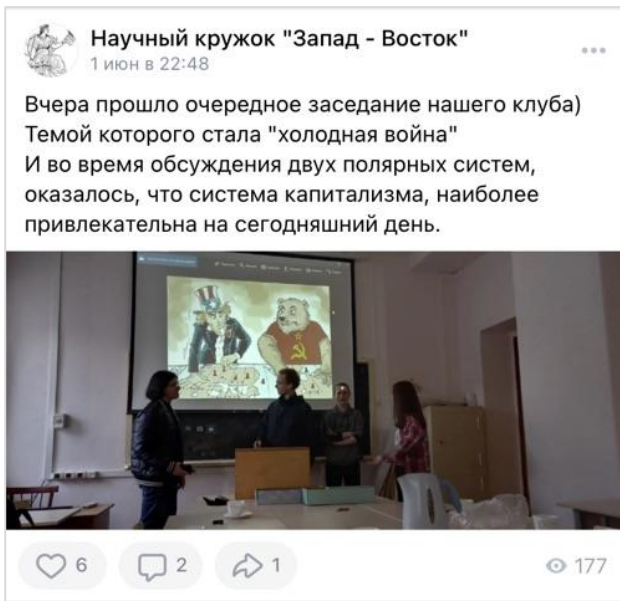 Научный кружок "Запад - Восток"
1 июн в 22:48
Вчера прошло очередное заседание нашего клуба)
Темой которого стала "холодная война"
И во время обсуждения двух полярных систем,
оказалось, что система капитализма, наиболее
привлекательна на сегодняшний день.
6
2
1
177